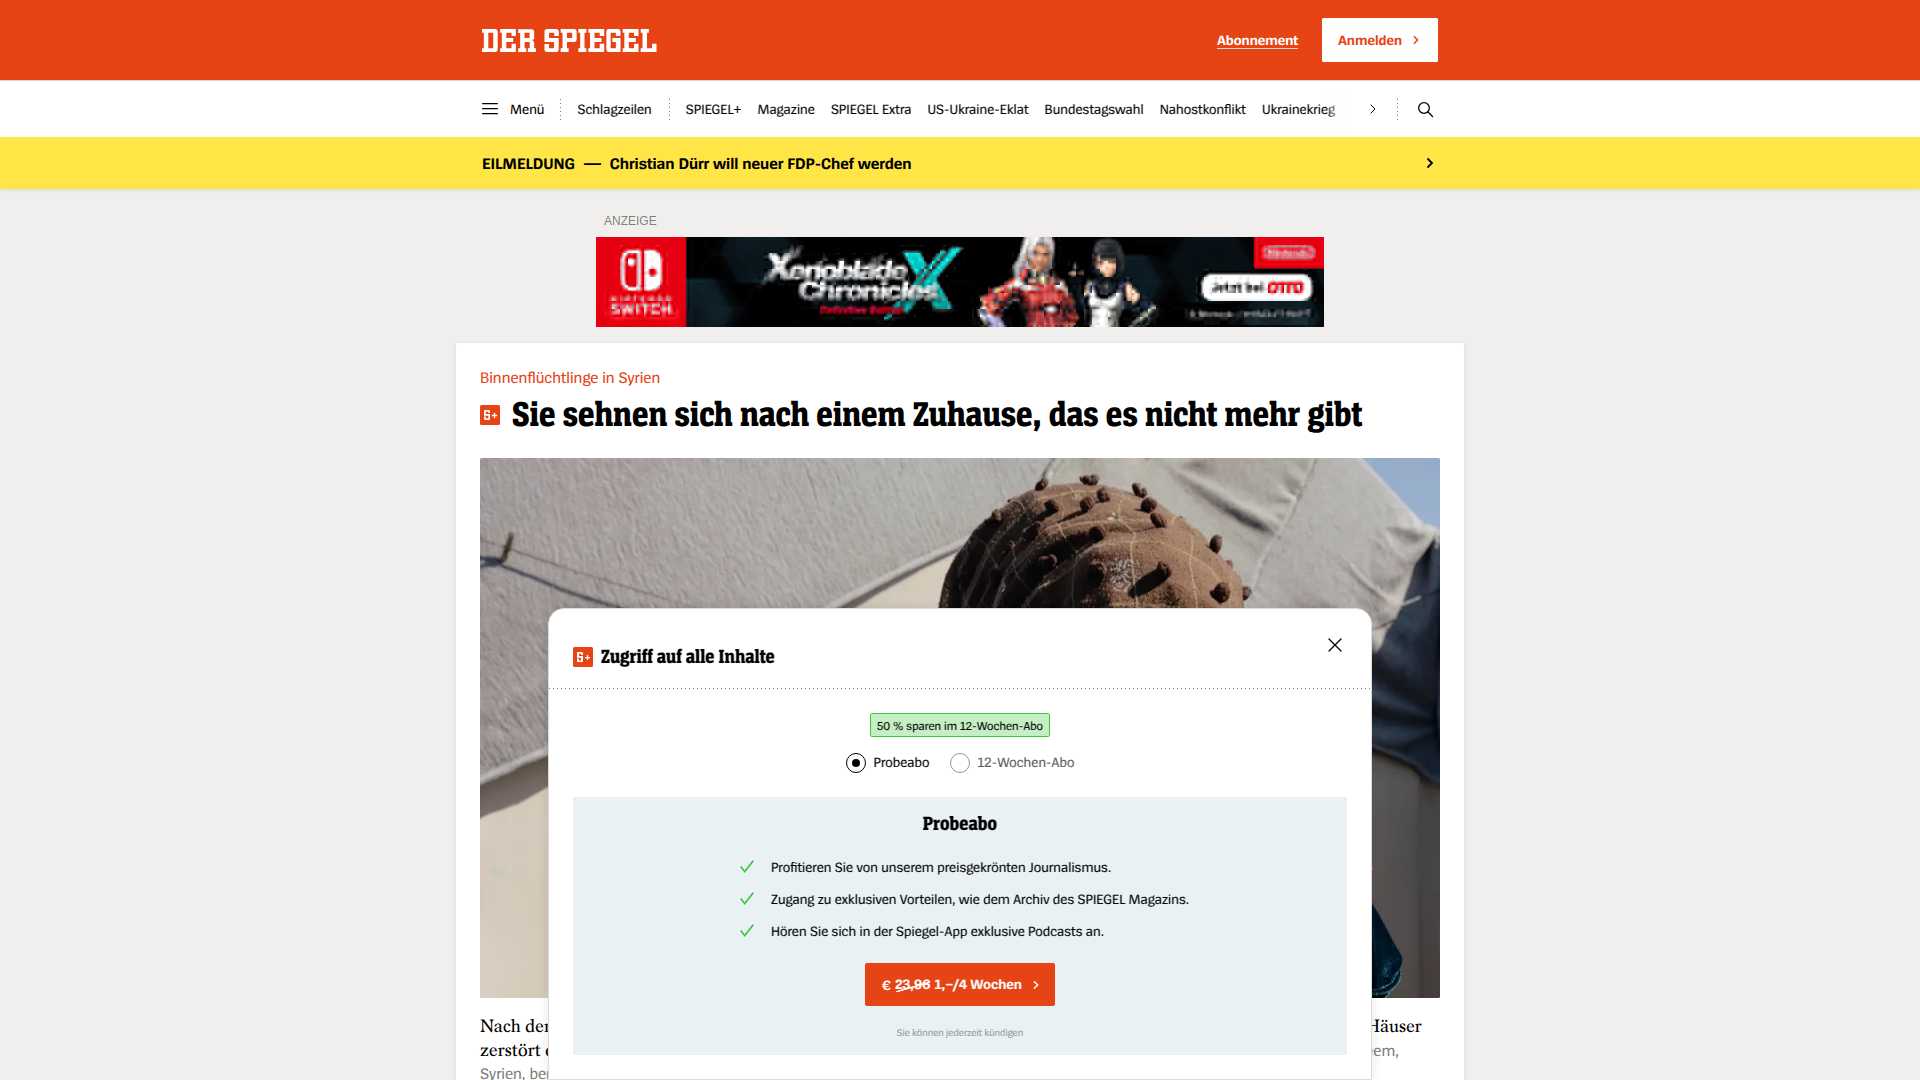 DER SPIEGEL
Abonnement
Anmelden
Menü
Schlagzeilen
SPIEGEL+
Magazine
SPIEGEL Extra
US-Ukraine-Eklat
Bundestagswahl
Nahostkonflikt
Ukrainekrieg
EILMELDUNG — Christian Dürr will neuer FDP-Chef werden
ANZEIGE
NINTENDO
SWITCH
Xenoblade
Chronicles X
Definitive Edition
Nintendo
Jetzt bei OTTO
Binnenflüchtlinge in Syrien
Sie sehnen sich nach einem Zuhause, das es nicht mehr gibt
Zugriff auf alle Inhalte
50 % sparen im 12-Wochen-Abo
Probeabo
12-Wochen-Abo
Probeabo
Profitieren Sie von unserem preisgekrönten Journalismus.
Zugang zu exklusiven Vorteilen, wie dem Archiv des SPIEGEL Magazins.
Hören Sie sich in der Spiegel-App exklusive Podcasts an.
€ 23,96 1,–/4 Wochen
Sie können jederzeit kündigen
Nach der Häuser
zerstört
Syrien, be